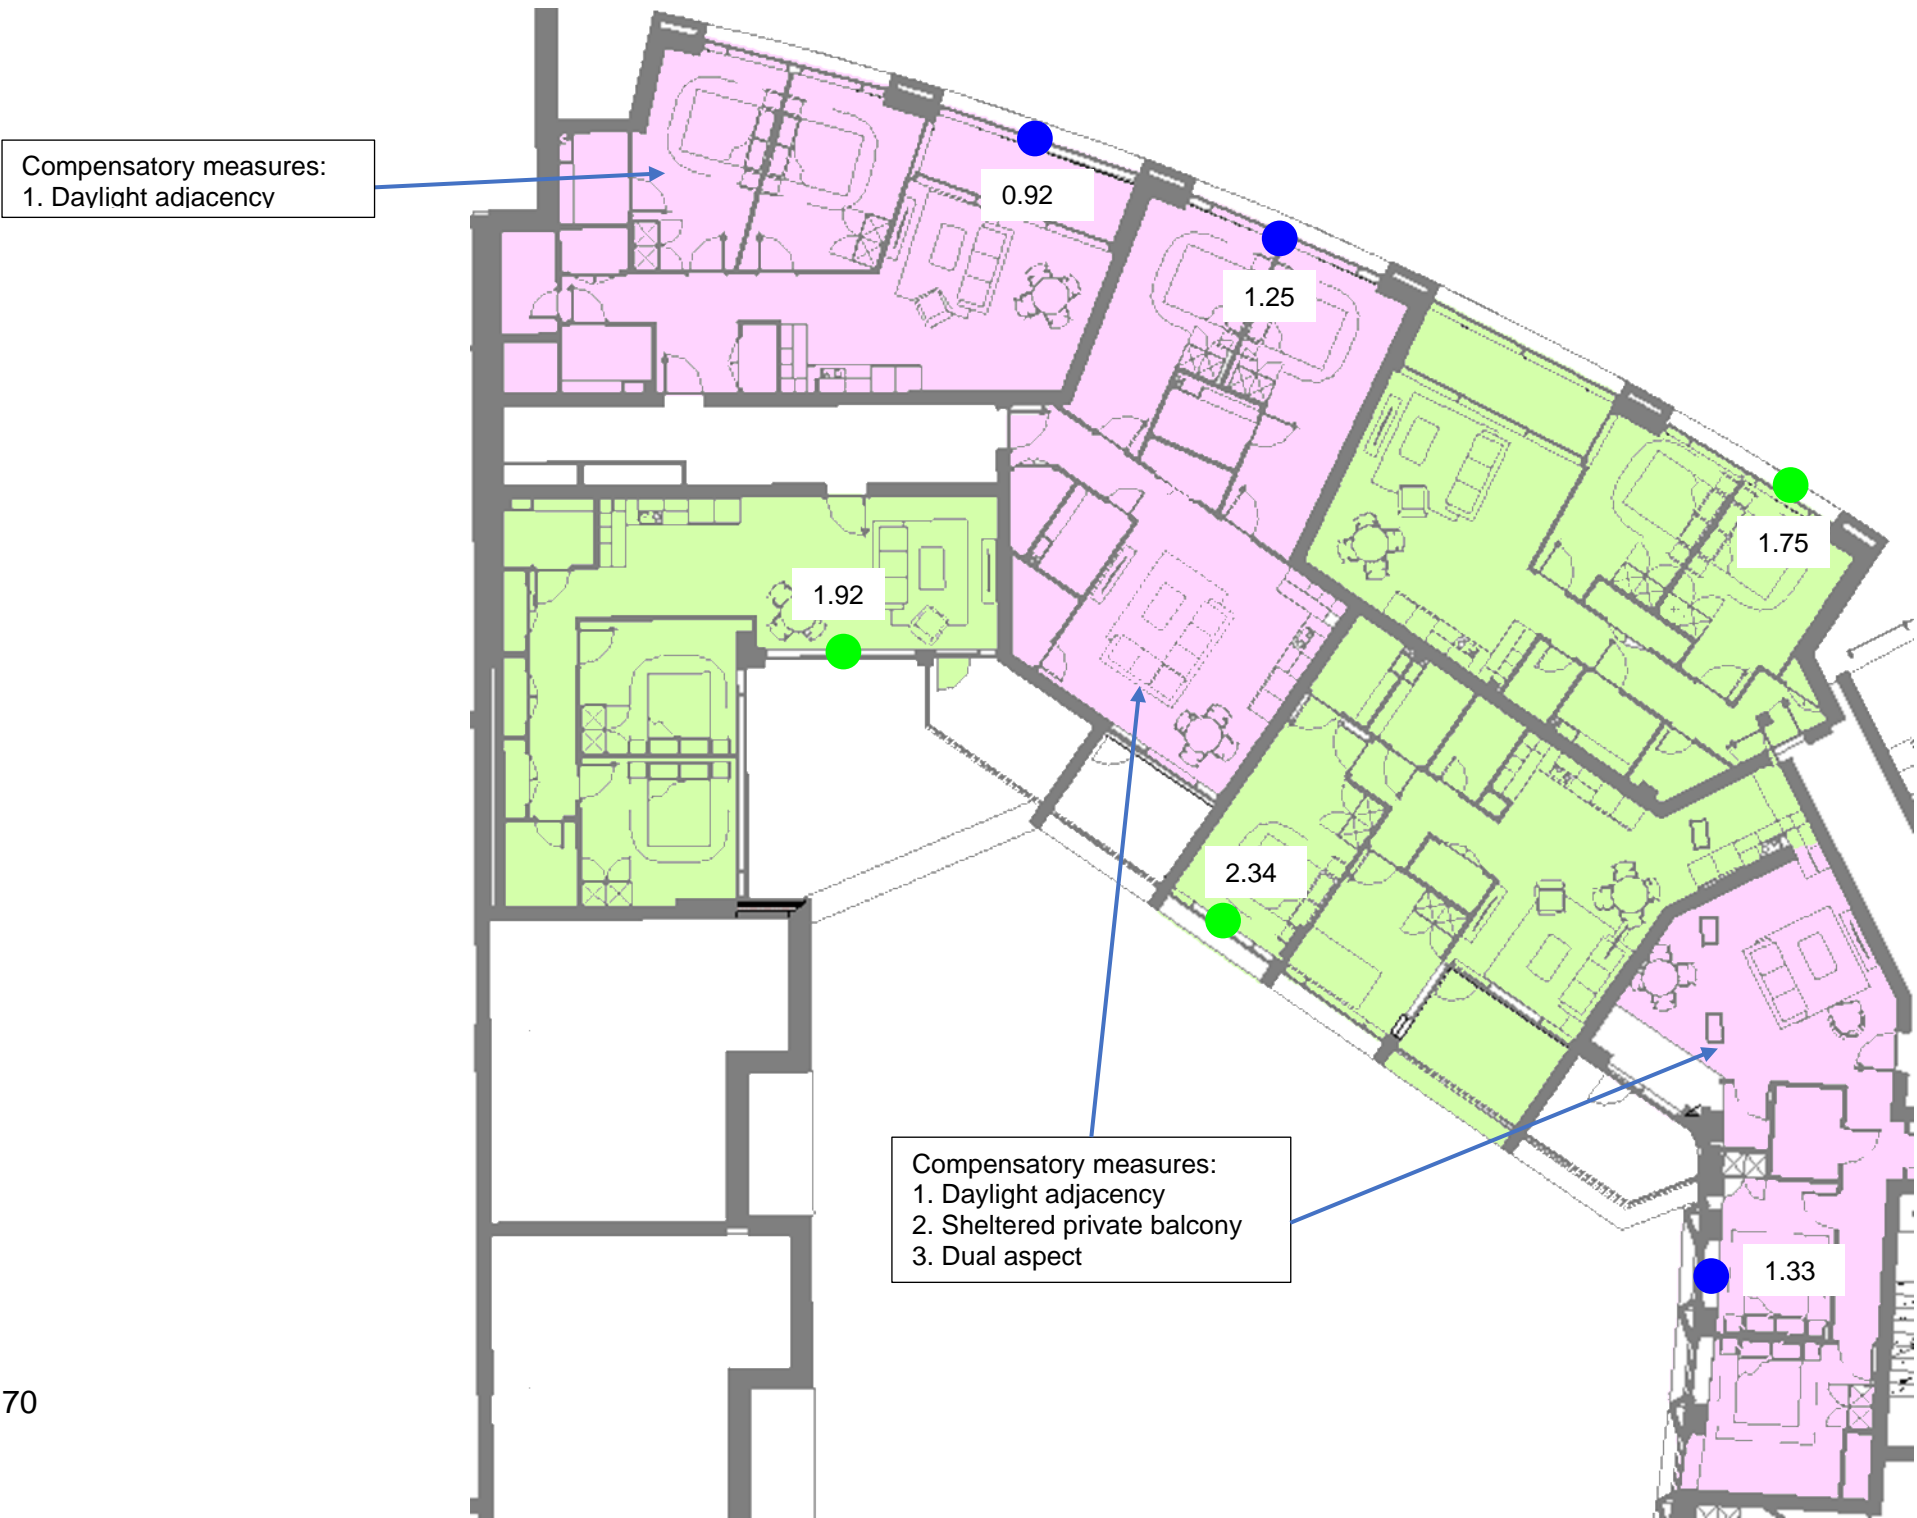 Compensatory measures:
1. Daylight adjacency
0.92
1.25
1.75
1.92
2.34
Compensatory measures:
1. Daylight adjacency
2. Sheltered private balcony
3. Dual aspect
1.33
70